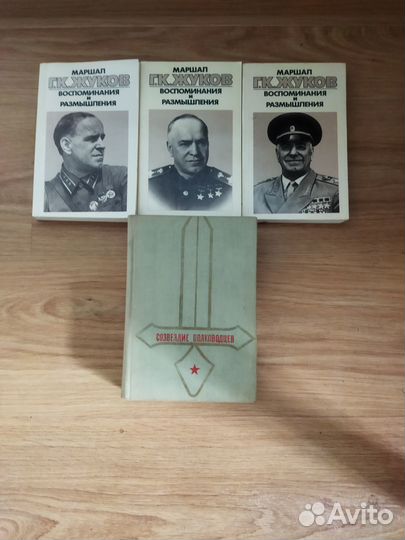 МАРШАЛ
Г.К. ЖУКОВ
ВОСПОМИНАНИЯ
И
РАЗМЫШЛЕНИЯ
МАРШАЛ
Г.К. ЖУКОВ
ВОСПОМИНАНИЯ
И
РАЗМЫШЛЕНИЯ
МАРШАЛ
Г.К. ЖУКОВ
ВОСПОМИНАНИЯ
И
РАЗМЫШЛЕНИЯ
СОЗВЕЗДИЕ ПОЛКОВОДЦЕВ
Avito